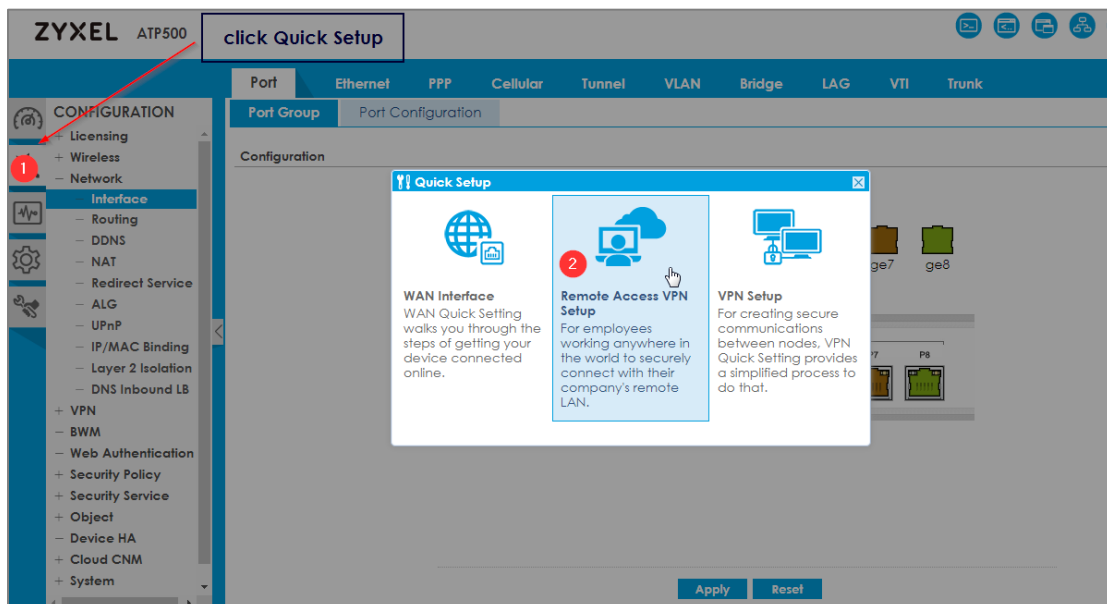 ZYXEL ATP500
click Quick Setup
Port Ethernet PPP Cellular Tunnel VLAN Bridge LAG VTI Trunk
CONFIGURATION
Port Group Port Configuration
+ Licensing
+ Wireless
− Network
− Interface
− Routing
− DDNS
− NAT
− Redirect Service
− ALG
− UPnP
− IP/MAC Binding
− Layer 2 Isolation
− DNS Inbound LB
+ VPN
− BWM
− Web Authentication
+ Security Policy
+ Security Service
+ Object
− Device HA
+ Cloud CNM
+ System
1
Configuration
Quick Setup
2
WAN Interface
WAN Quick Setting
walks you through the
steps of getting your
device connected
online.
Remote Access VPN
Setup
For employees
working anywhere in
the world to securely
connect with their
company's remote
LAN.
VPN Setup
For creating secure
communications
between nodes, VPN
Quick Setting provides
a simplified process to
do that.
ge7 ge8
P7 P8
Apply Reset